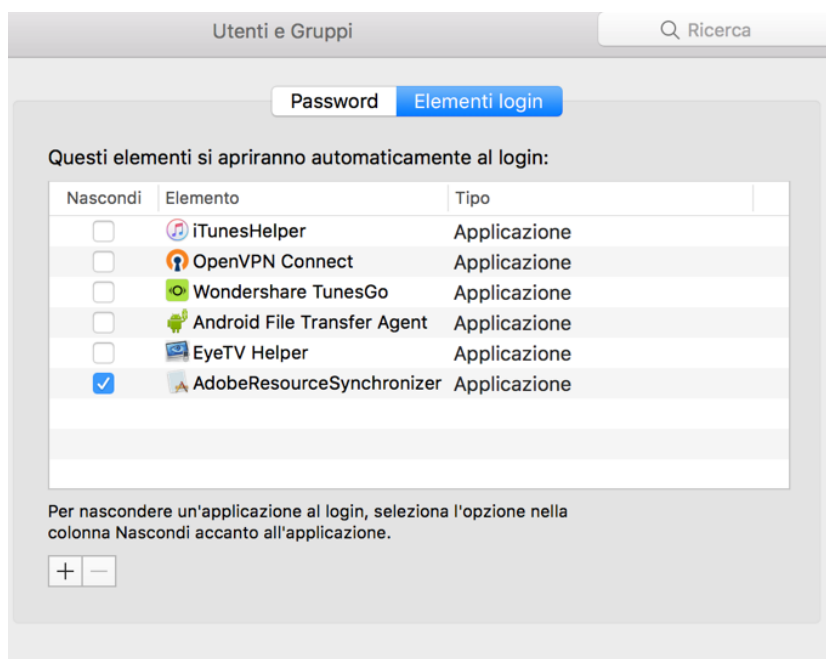 Utenti e Gruppi
Ricerca
Password
Elementi login
Questi elementi si apriranno automaticamente al login:
Nascondi Elemento Tipo
iTunesHelper Applicazione
OpenVPN Connect Applicazione
Wondershare TunesGo Applicazione
Android File Transfer Agent Applicazione
EyeTV Helper Applicazione
AdobeResourceSynchronizer Applicazione
Per nascondere un'applicazione al login, seleziona l'opzione nella
colonna Nascondi accanto all'applicazione.